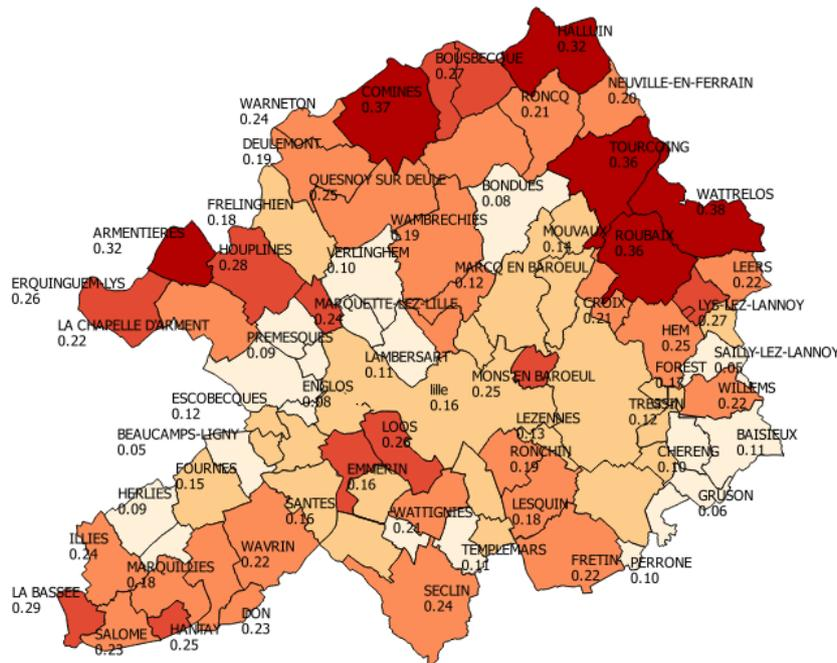 HALLUIN
0.32
BOUSBECQUE
0.27
NEUVILLE-EN-FERRAIN
0.20
COMINES
0.37
RONCQ
0.21
WARNETON
0.24
DEULEMONT
0.19
TOURCOING
0.36
QUESNOY SUR DEULE
0.25
BONDUES
0.08
WATTRELOS
0.38
FRELINGHIEN
0.18
WAMBRECHIES
0.19
ARMENTIERES
0.32
MOUVAUX
0.14
ROUBAIX
0.36
HOUPLINES
0.28
VERLINGHEM
0.10
MARCQ EN BAROEUL
0.12
LEERS
0.22
ERQUINGUEM-LYS
0.26
MARQUETTE-LEZ-LILLE
0.24
CROIX
0.21
LYS-LEZ-LANNOY
0.27
LA CHAPELLE D'ARMENT
0.22
PREMESQUES
0.09
HEM
0.25
LAMBERSART
0.11
SAILLY-LEZ-LANNOY
0.05
FOREST
MONS EN BAROEUL
0.25
ENGLOS
0.08
lille
0.16
WILLEMS
0.22
ESCOBECQUES
0.12
TRESSIN
0.12
LEZENNES
0.13
LOOS
0.26
BEAUCAMPS-LIGNY
0.05
BAISIEUX
0.11
RONCHIN
0.19
CHERENG
0.10
FOURNES
0.15
EMMERIN
0.16
HERLIES
0.09
GRUSON
0.06
SANTES
0.16
LESQUIN
0.18
WATTIGNIES
0.21
ILLIES
0.24
WAVRIN
0.22
TEMPLEMARS
0.11
FRETIN
0.22
PERRONE
0.10
MARQUILLIES
0.18
LA BASSEE
0.29
SECLIN
0.24
DON
0.23
HANTAY
0.25
SALOME
0.23